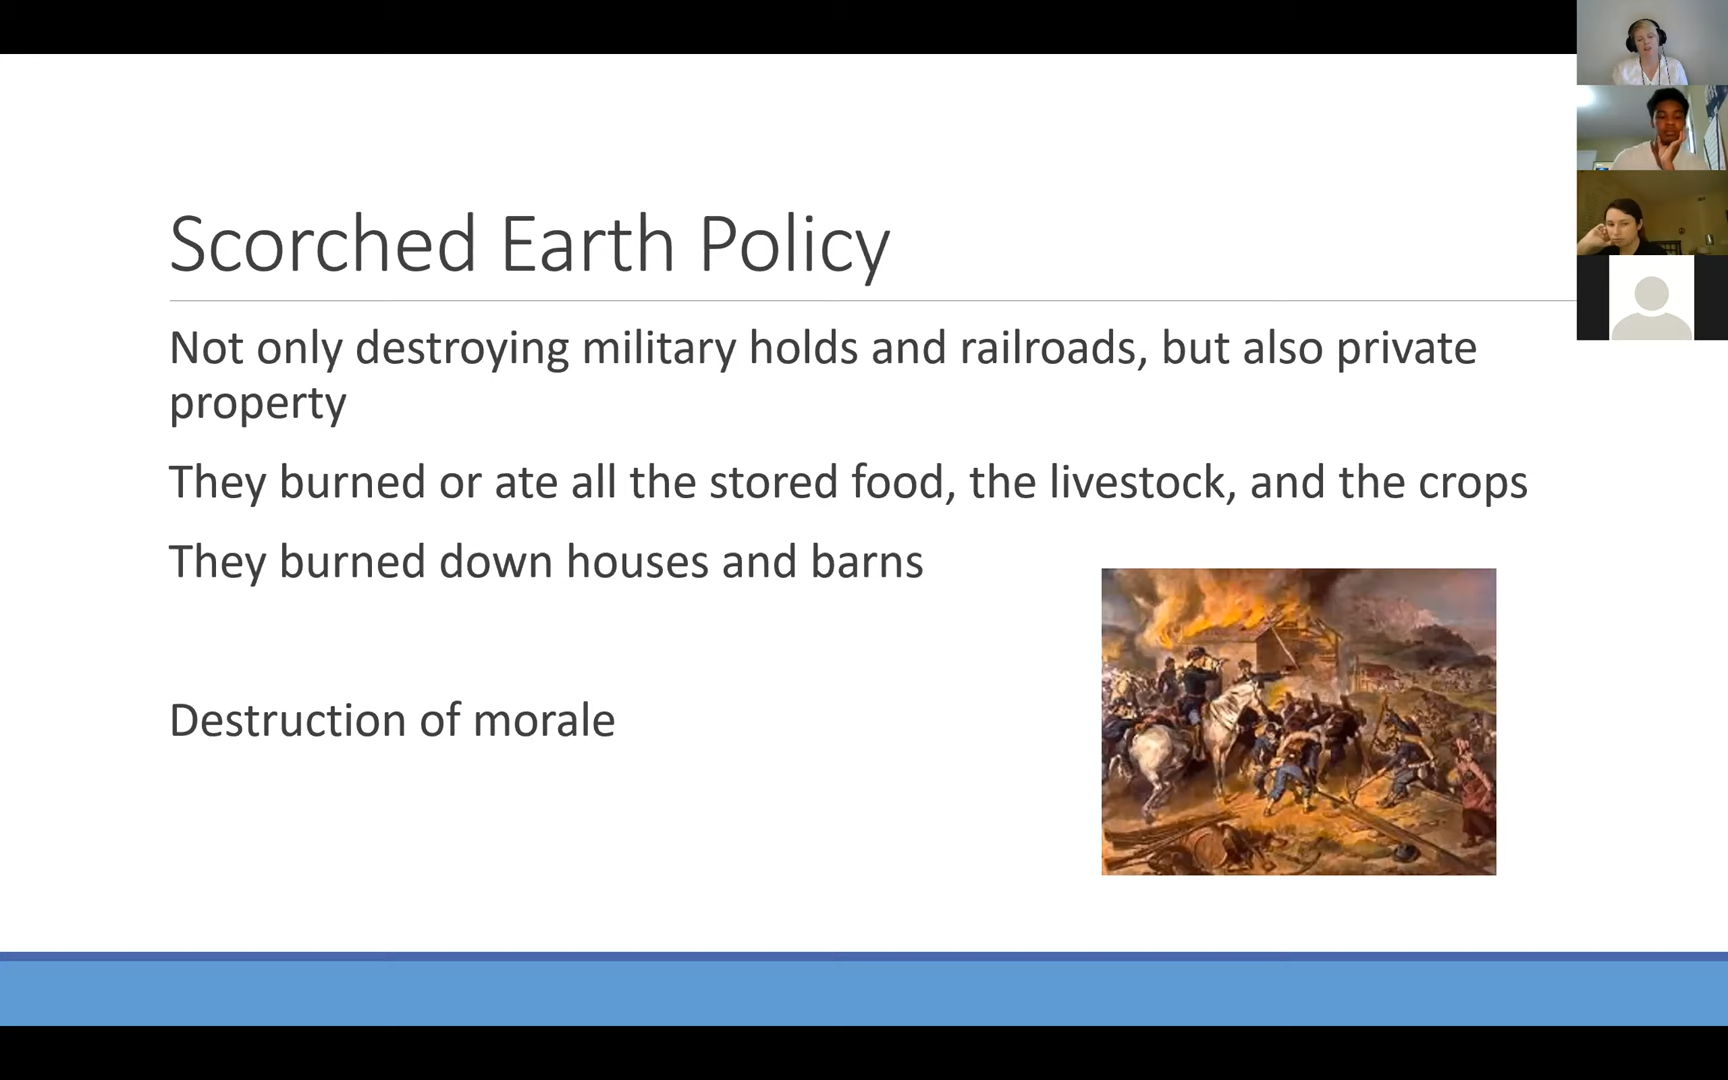 Scorched Earth Policy
Not only destroying military holds and railroads, but also private
property
They burned or ate all the stored food, the livestock, and the crops
They burned down houses and barns
Destruction of morale